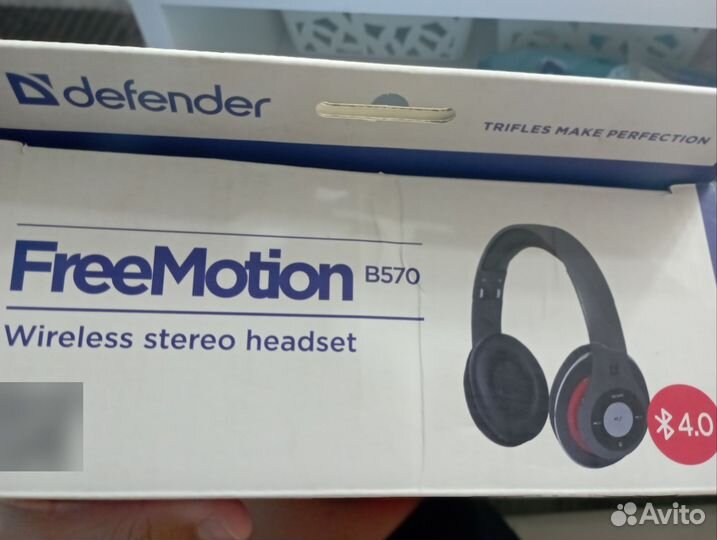 defender
TRIFLES MAKE PERFECTION
FreeMotion B570
Wireless stereo headset
4.0
Avito